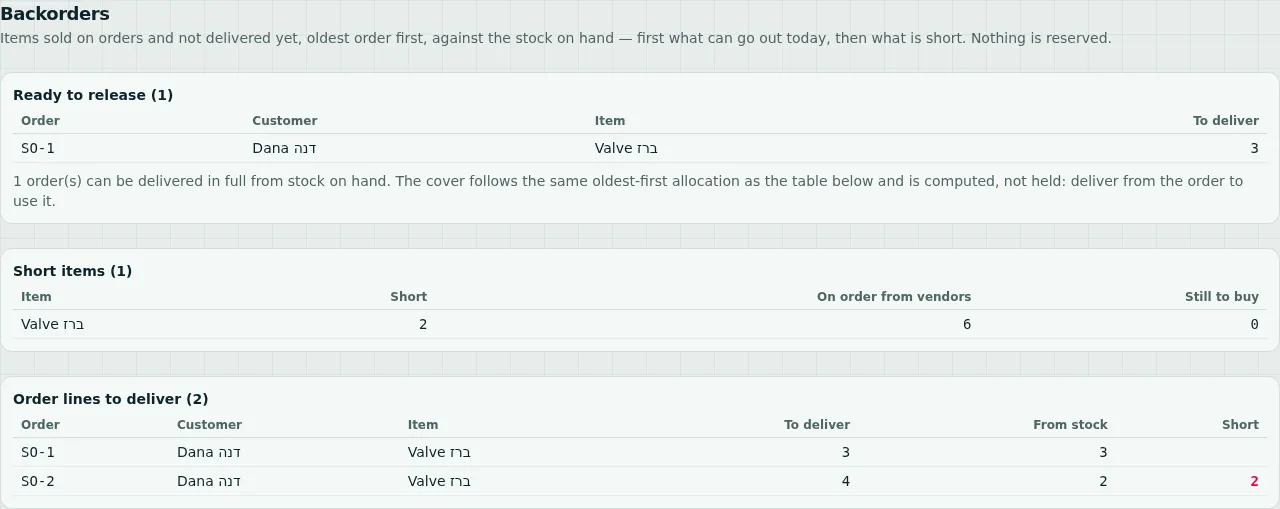 Backorders
Items sold on orders and not delivered yet, oldest order first, against the stock on hand — first what can go out today, then what is short. Nothing is reserved.
Ready to release (1)
Order Customer Item To deliver
SO-1 Dana דנה Valve ברז 3
1 order(s) can be delivered in full from stock on hand. The cover follows the same oldest-first allocation as the table below and is computed, not held: deliver from the order to
use it.
Short items (1)
Item Short On order from vendors Still to buy
Valve ברז 2 6 0
Order lines to deliver (2)
Order Customer Item To deliver From stock Short
SO-1 Dana דנה Valve ברז 3 3
SO-2 Dana דנה Valve ברז 4 2 2